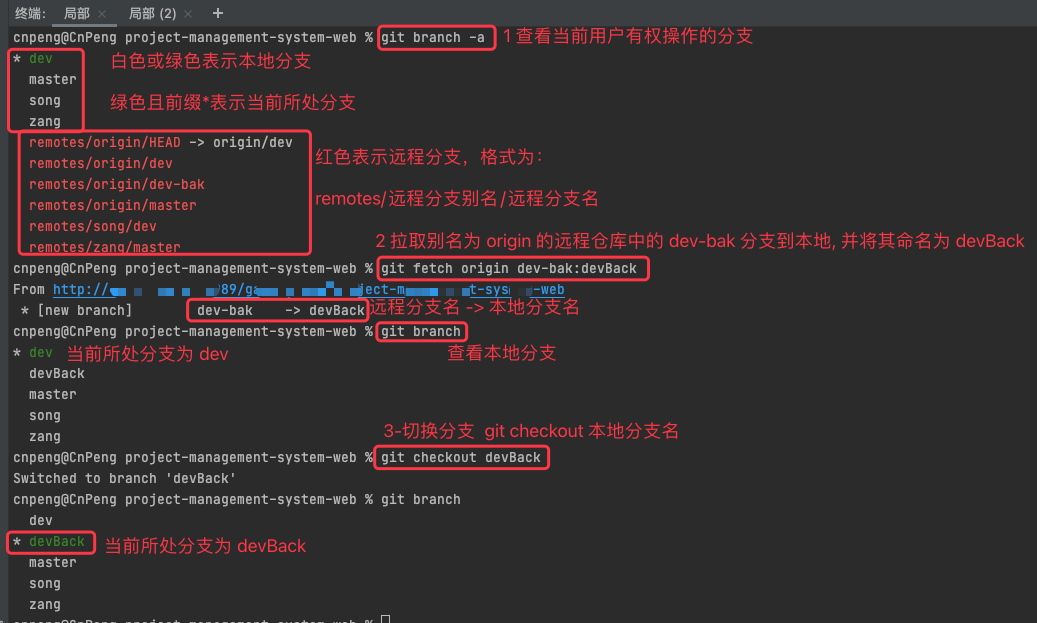 终端: 局部 × 局部 (2) × +
cnpeng@CnPeng project-management-system-web % git branch -a 1 查看当前用户有权操作的分支
* dev 白色或绿色表示本地分支
master
song 绿色且前缀*表示当前所处分支
zang
remotes/origin/HEAD -> origin/dev
remotes/origin/dev 红色表示远程分支，格式为：
remotes/origin/dev-bak
remotes/origin/master remotes/远程分支别名/远程分支名
remotes/song/dev
remotes/zang/master 2 拉取别名为 origin 的远程仓库中的 dev-bak 分支到本地, 并将其命名为 devBack
cnpeng@CnPeng project-management-system-web % git fetch origin dev-bak:devBack
From http://
* [new branch] dev-bak -> devBack 远程分支名 -> 本地分支名
cnpeng@CnPeng project-management-system-web % git branch
* dev 当前所处分支为 dev 查看本地分支
devBack
master
song
zang 3-切换分支 git checkout 本地分支名
cnpeng@CnPeng project-management-system-web % git checkout devBack
Switched to branch 'devBack'
cnpeng@CnPeng project-management-system-web % git branch
dev
* devBack 当前所处分支为 devBack
master
song
zang
cnpeng@CnPeng project-management-system-web %